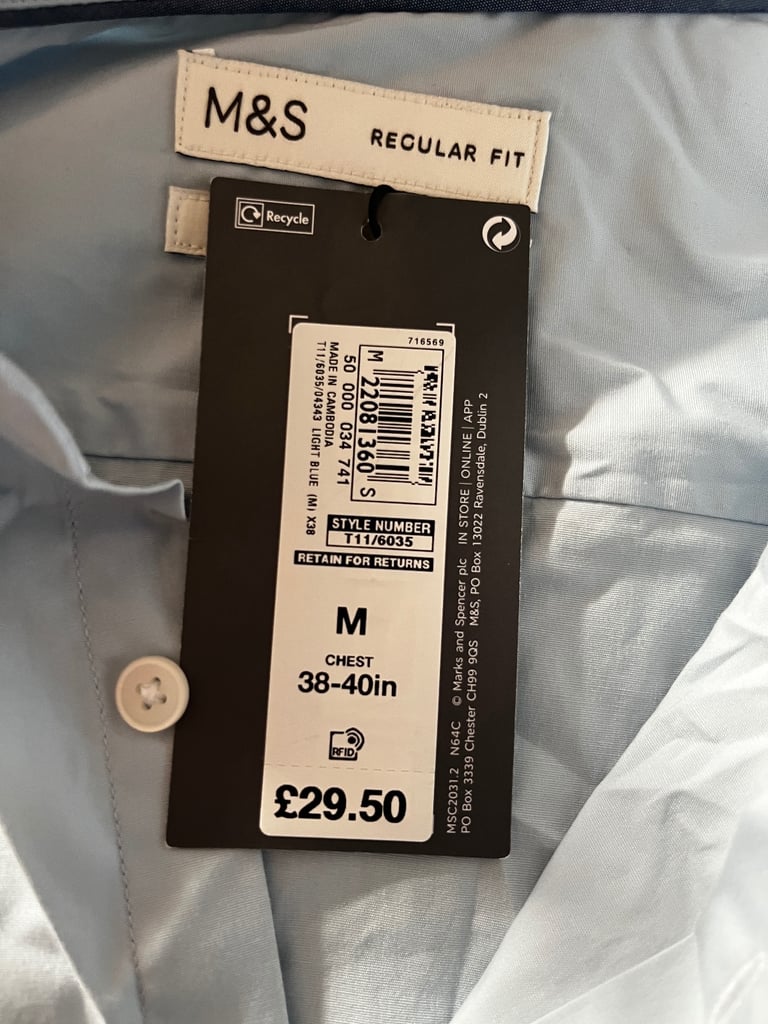 M&S REGULAR FIT
Recycle
716569
M 22081360 S
50 000 034 741
MADE IN CAMBODIA
T11/6035/04343 LIGHT BLUE (M) X38
STYLE NUMBER
T11/6035
RETAIN FOR RETURNS
M
CHEST
38-40in
RFID
£29.50
MSC2031.2 N64C © Marks and Spencer plc IN STORE | ONLINE | APP
PO Box 3339 Chester CH99 9QS M&S, PO Box 13022 Ravensdale, Dublin 2